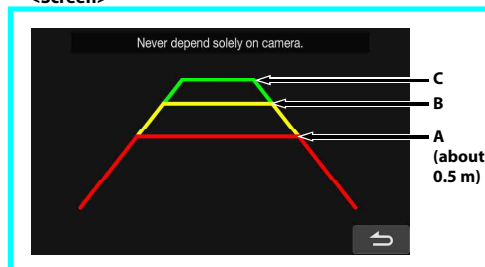 <Screen>
Never depend solely on camera.
C
B
A
(about
0.5 m)